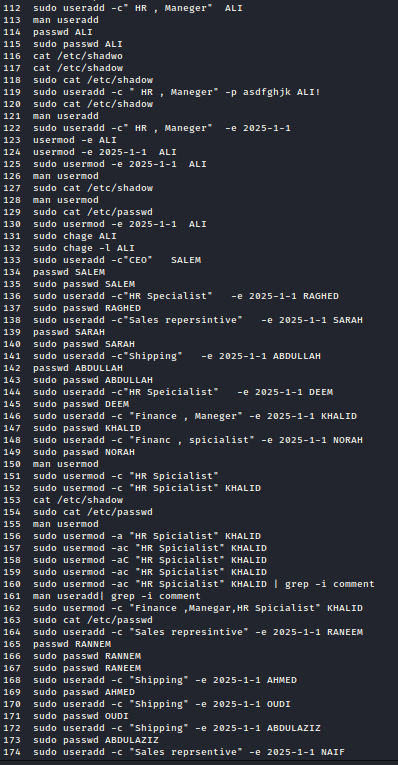 112 sudo useradd -c" HR , Maneger" ALI
113 man useradd
114 passwd ALI
115 sudo passwd ALI
116 cat /etc/shadwo
117 cat /etc/shadow
118 sudo cat /etc/shadow
119 sudo useradd -c " HR , Maneger" -p asdfghjk ALI!
120 sudo cat /etc/shadow
121 man useradd
122 sudo useradd -c" HR , Maneger" -e 2025-1-1
123 usermod -e ALI
124 usermod -e 2025-1-1 ALI
125 sudo usermod -e 2025-1-1 ALI
126 man usermod
127 sudo cat /etc/shadow
128 man usermod
129 sudo cat /etc/passwd
130 sudo usermod -e 2025-1-1 ALI
131 sudo chage ALI
132 sudo chage -l ALI
133 sudo useradd -c"CEO" SALEM
134 passwd SALEM
135 sudo passwd SALEM
136 sudo useradd -c"HR Specialist" -e 2025-1-1 RAGHED
137 sudo passwd RAGHED
138 sudo useradd -c"Sales repersintive" -e 2025-1-1 SARAH
139 passwd SARAH
140 sudo passwd SARAH
141 sudo useradd -c"Shipping" -e 2025-1-1 ABDULLAH
142 passwd ABDULLAH
143 sudo passwd ABDULLAH
144 sudo useradd -c"HR Speicialist" -e 2025-1-1 DEEM
145 sudo passwd DEEM
146 sudo useradd -c "Finance , Maneger" -e 2025-1-1 KHALID
147 sudo passwd KHALID
148 sudo useradd -c "Financ , spicialist" -e 2025-1-1 NORAH
149 sudo passwd NORAH
150 man usermod
151 sudo usermod -c "HR Spicialist"
152 sudo usermod -c "HR Spicialist" KHALID
153 cat /etc/shadow
154 sudo cat /etc/passwd
155 man usermod
156 sudo usermod -a "HR Spicialist" KHALID
157 sudo usermod -ac "HR Spicialist" KHALID
158 sudo usermod -aC "HR Spicialist" KHALID
159 sudo usermod -ac "HR Spicialist" KHALID
160 sudo usermod -ac "HR Spicialist" KHALID | grep -i comment
161 man useradd| grep -i comment
162 sudo usermod -c "Finance ,Manegar,HR Spicialist" KHALID
163 sudo cat /etc/passwd
164 sudo useradd -c "Sales represintive" -e 2025-1-1 RANEEM
165 passwd RANNEM
166 sudo passwd RANNEM
167 sudo passwd RANEEM
168 sudo useradd -c "Shipping" -e 2025-1-1 AHMED
169 sudo passwd AHMED
170 sudo useradd -c "Shipping" -e 2025-1-1 OUDI
171 sudo passwd OUDI
172 sudo useradd -c "Shipping" -e 2025-1-1 ABDULAZIZ
173 sudo passwd ABDULAZIZ
174 sudo useradd -c "Sales reprsentive" -e 2025-1-1 NAIF